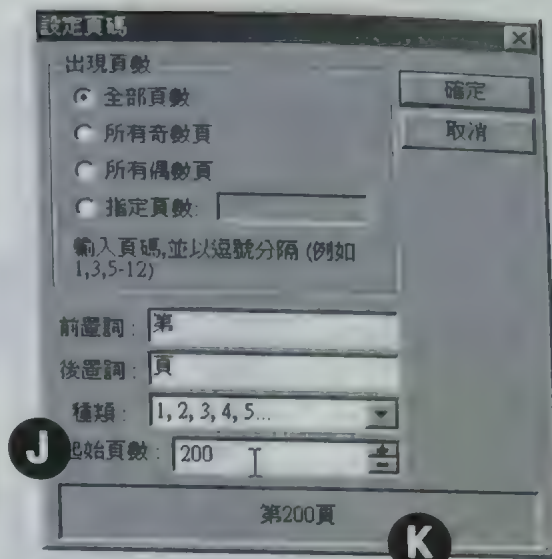 設定頁碼
出現頁數
全部頁數
所有奇數頁
所有偶數頁
指定頁數:
輸入頁碼,並以逗號分隔 (例如
1,3,5-12)
確定
取消
前置詞: 第
後置詞: 頁
種類: 1, 2, 3, 4, 5...
J 起始頁數: 200
第200頁
K